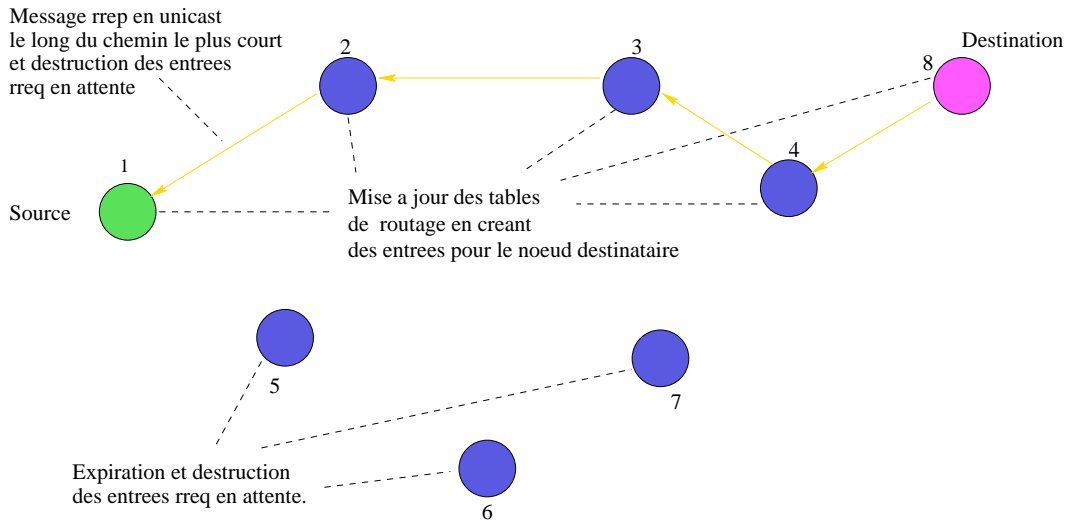 Message rrep en unicast
le long du chemin le plus court
et destruction des entrees
rreq en attente
2
3
Destination
8
4
1
Source
Mise a jour des tables
de routage en creant
des entrees pour le noeud destinataire
5
7
Expiration et destruction
des entrees rreq en attente.
6